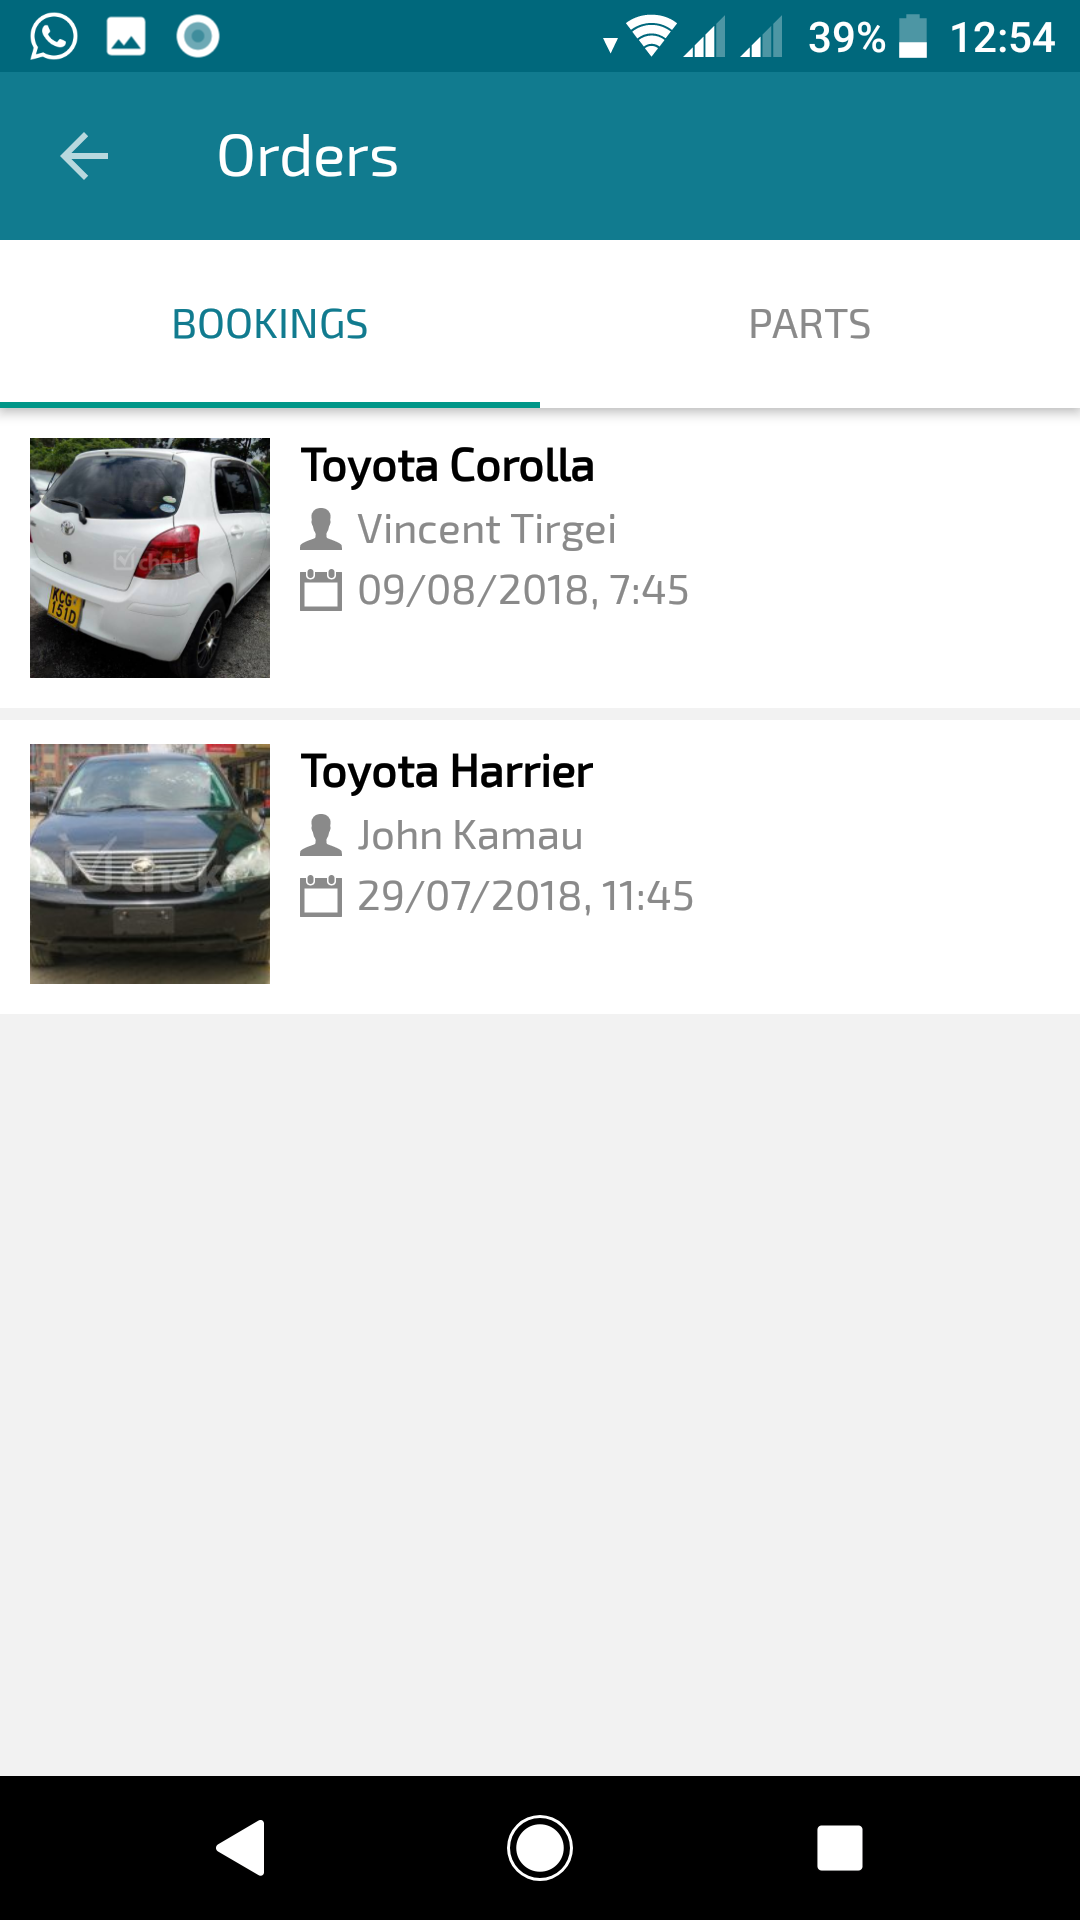 39% 12:54
Orders
BOOKINGS
PARTS
Toyota Corolla
Vincent Tirgei
09/08/2018, 7:45
cheki
KCG
151D
Toyota Harrier
John Kamau
29/07/2018, 11:45
cheki